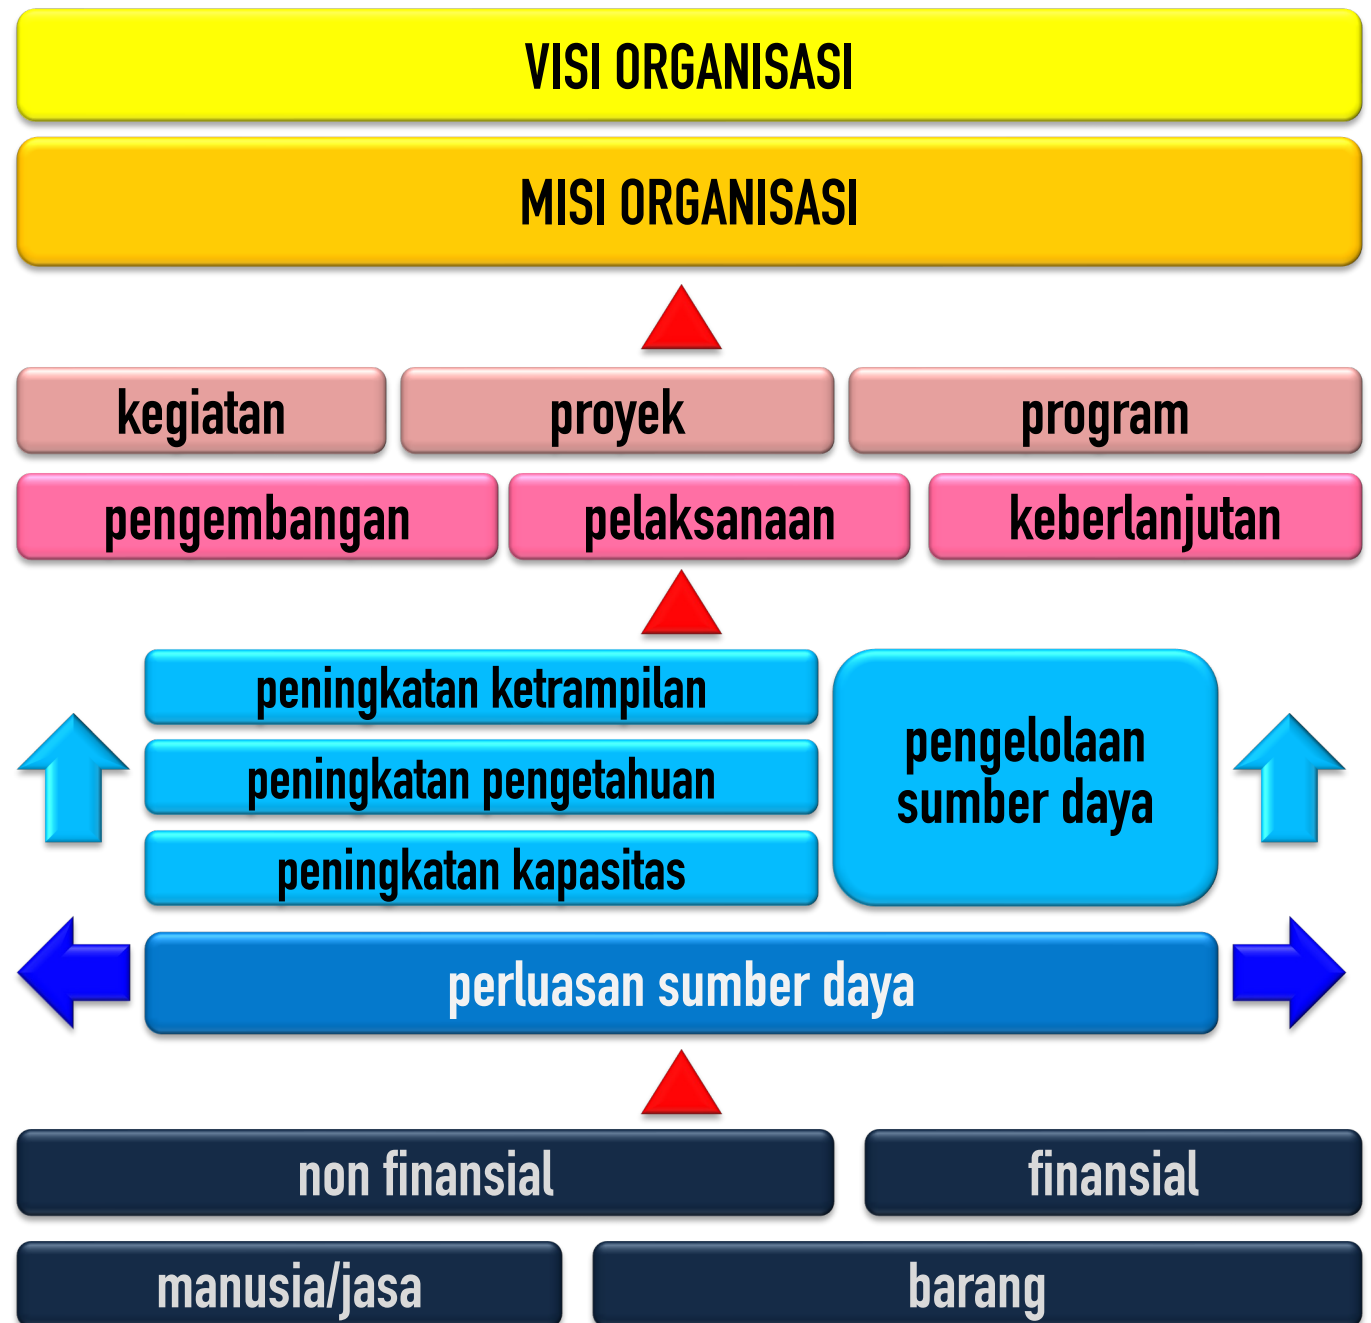 VISI ORGANISASI
MISI ORGANISASI
kegiatan
proyek
program
pengembangan
pelaksanaan
keberlanjutan
peningkatan ketrampilan
peningkatan pengetahuan
peningkatan kapasitas
pengelolaan
sumber daya
perluasan sumber daya
non finansial
finansial
manusia/jasa
barang